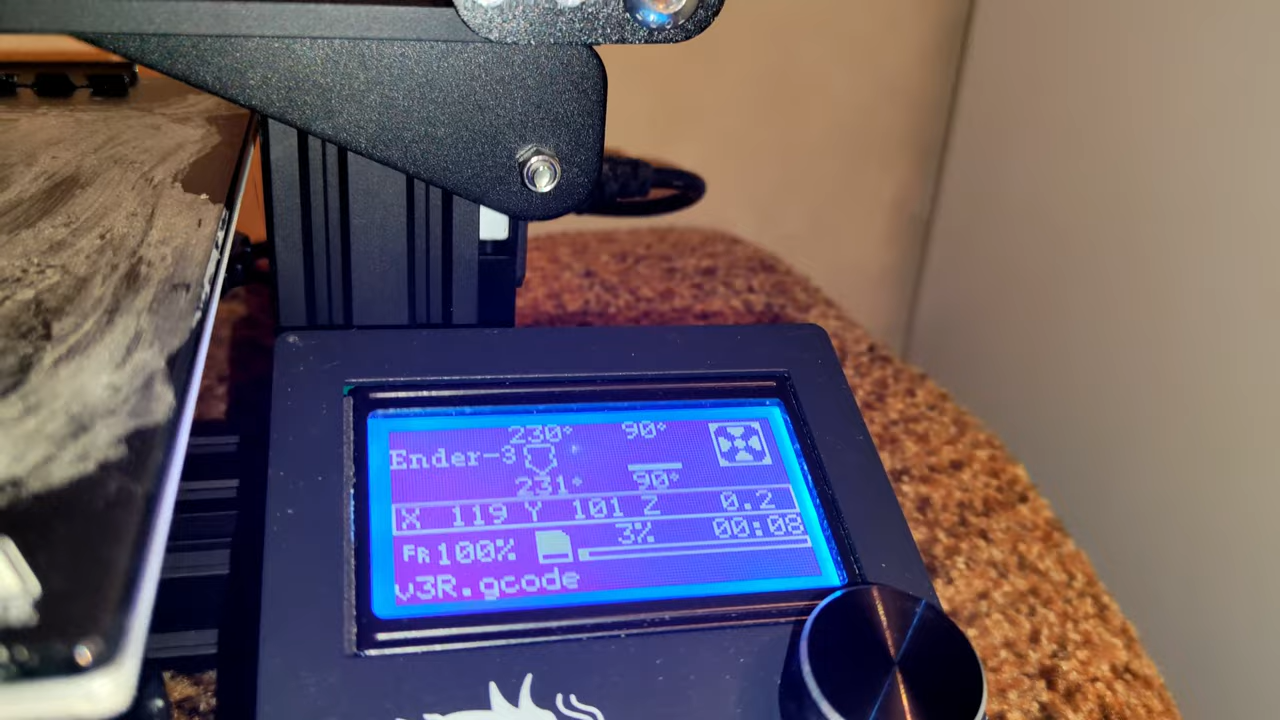 230° 90°
Ender-3
231° 90°
X 119 Y 101 Z 0.2
3% 00:08
FR100%
v3R.gcode